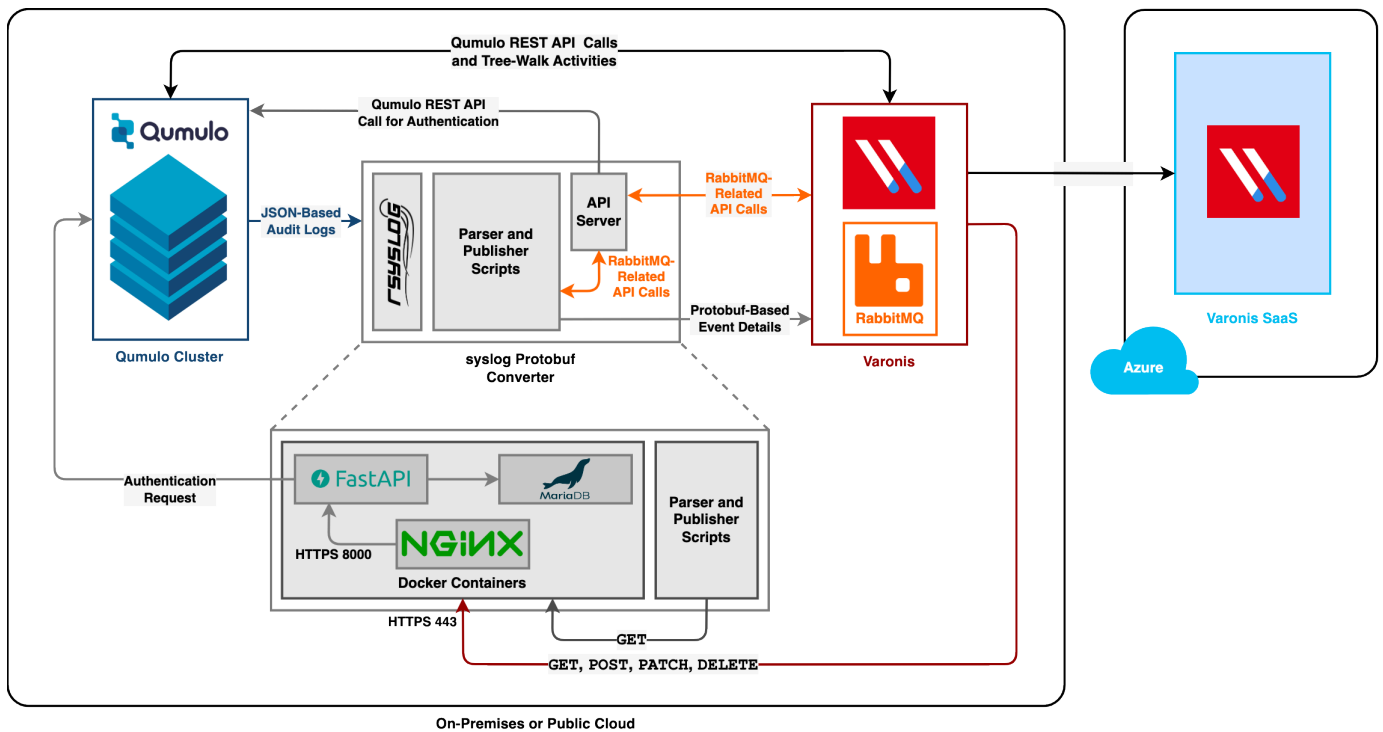 Qumulo REST API Calls
and Tree-Walk Activities
Qumulo REST API
Call for Authentication
Qumulo
JSON-Based
Audit Logs
Qumulo Cluster
rsyslog
Parser and
Publisher
Scripts
API
Server
RabbitMQ-
Related
API Calls
RabbitMQ-
Related
API Calls
Protobuf-Based
Event Details
syslog Protobuf
Converter
RabbitMQ
Varonis
Varonis SaaS
Azure
Authentication
Request
FastAPI
MariaDB
HTTPS 8000
NGINX
Docker Containers
Parser and
Publisher
Scripts
HTTPS 443
GET
GET, POST, PATCH, DELETE
On-Premises or Public Cloud